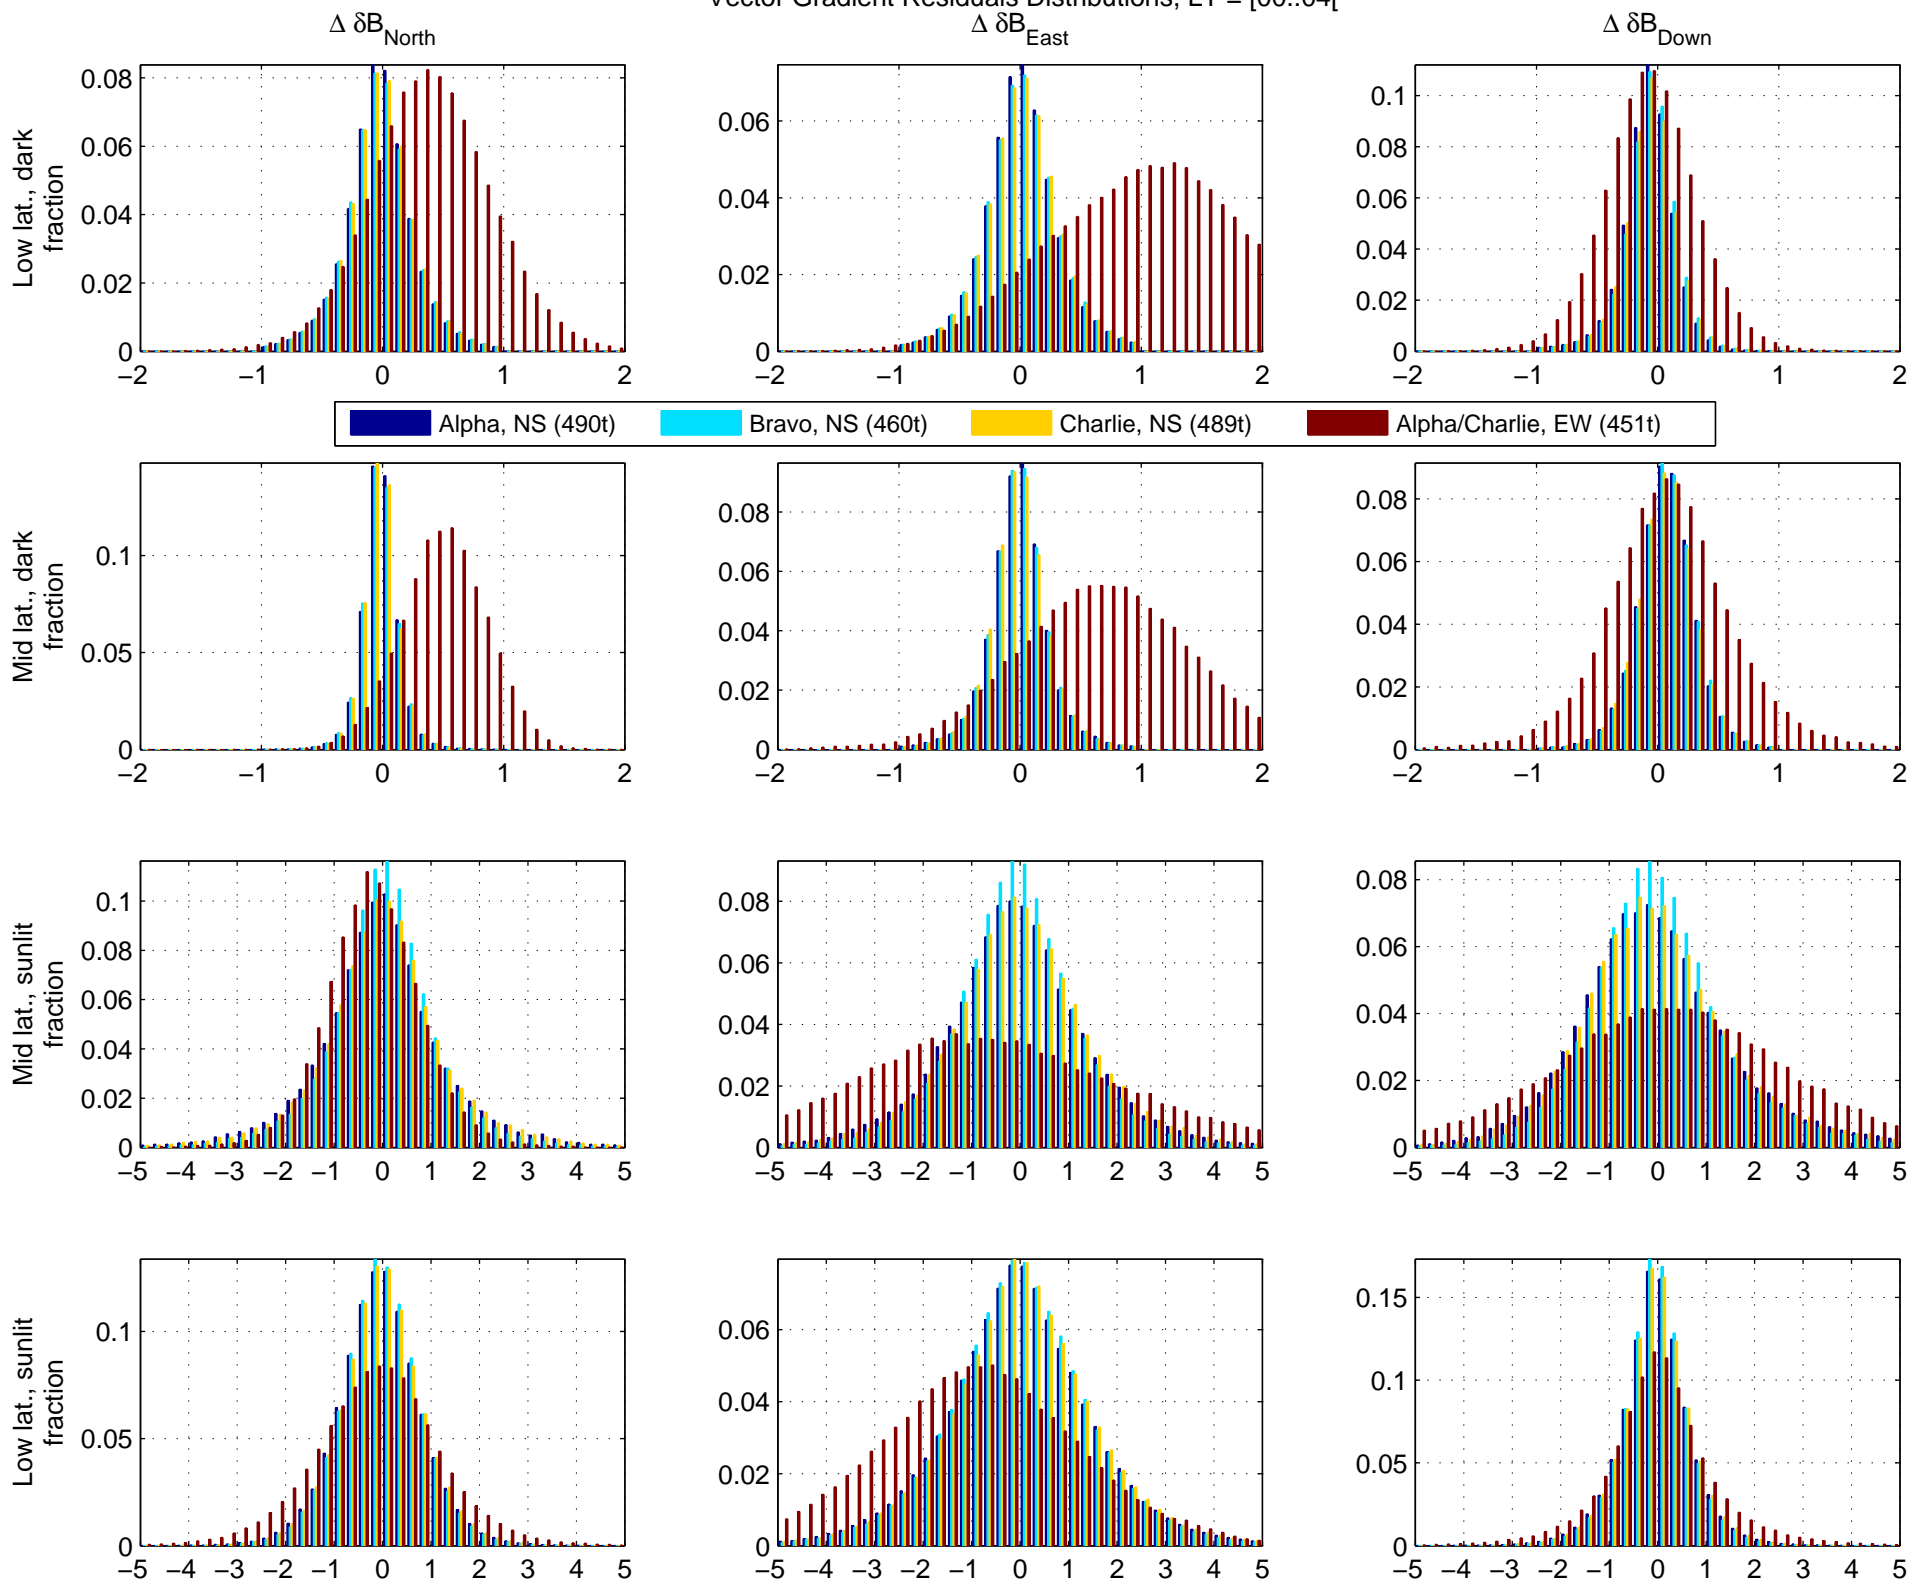 Vector Gradient Residuals Distributions, LT = [00..04[
Δ δB_North Δ δB_East Δ δB_Down
Low lat., dark
fraction
0.08
0.06
0.04
0.02
0
−2 −1 0 1 2
0.06
0.04
0.02
0
−2 −1 0 1 2
0.1
0.08
0.06
0.04
0.02
0
−2 −1 0 1 2
Alpha, NS (490t) Bravo, NS (460t) Charlie, NS (489t) Alpha/Charlie, EW (451t)
Mid lat., dark
fraction
0.1
0.05
0
−2 −1 0 1 2
0.08
0.06
0.04
0.02
0
−2 −1 0 1 2
0.08
0.06
0.04
0.02
0
−2 −1 0 1 2
Mid lat., sunlit
fraction
0.1
0.08
0.06
0.04
0.02
0
−5 −4 −3 −2 −1 0 1 2 3 4 5
0.08
0.06
0.04
0.02
0
−5 −4 −3 −2 −1 0 1 2 3 4 5
0.08
0.06
0.04
0.02
0
−5 −4 −3 −2 −1 0 1 2 3 4 5
Low lat., sunlit
fraction
0.1
0.05
0
−5 −4 −3 −2 −1 0 1 2 3 4 5
0.06
0.04
0.02
0
−5 −4 −3 −2 −1 0 1 2 3 4 5
0.15
0.1
0.05
0
−5 −4 −3 −2 −1 0 1 2 3 4 5